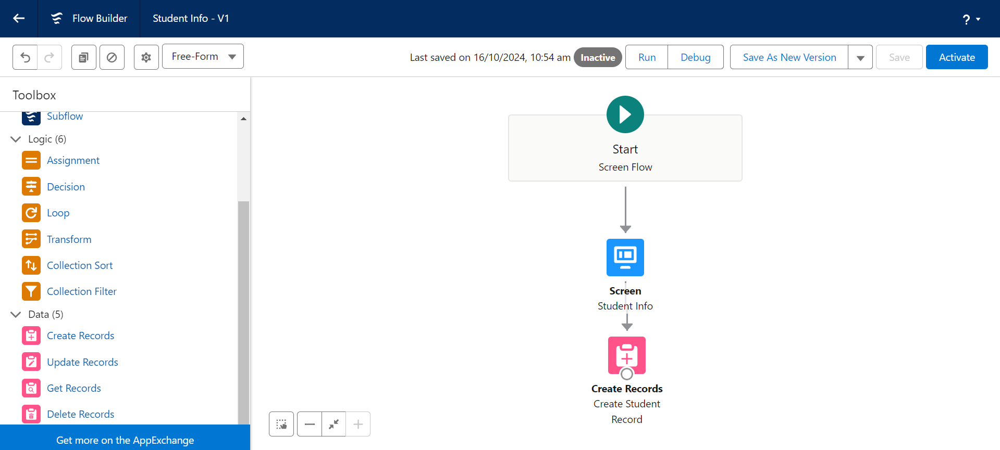 Flow Builder
Student Info - V1
?
Free-Form
Last saved on 16/10/2024, 10:54 am
Inactive
Run
Debug
Save As New Version
Save
Activate
Toolbox
Subflow
Logic (6)
Assignment
Decision
Loop
Transform
Collection Sort
Collection Filter
Data (5)
Create Records
Update Records
Get Records
Delete Records
Get more on the AppExchange
Start
Screen Flow
Screen
Student Info
Create Records
Create Student
Record